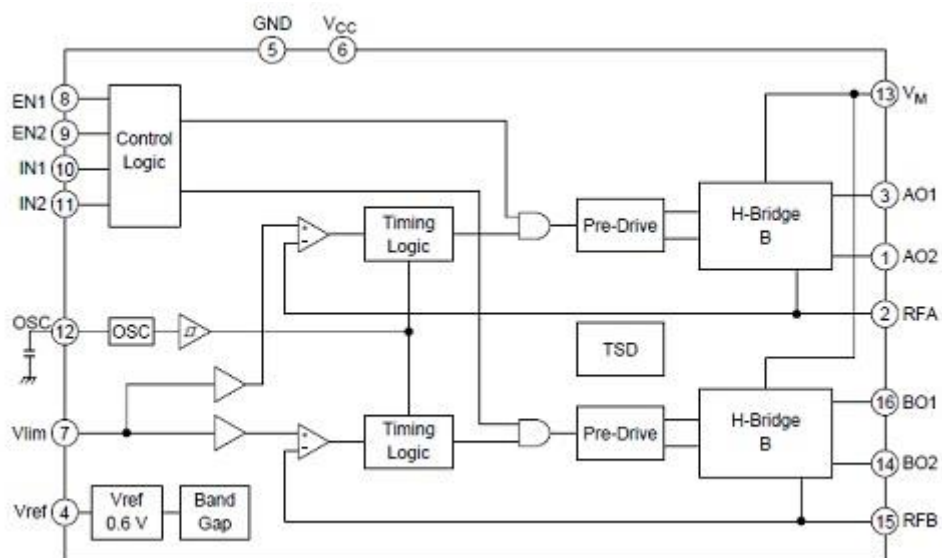 GND
VCC
5
6
8
EN1
9
EN2
10
IN1
11
IN2
Control
Logic
13
VM
3
AO1
1
AO2
2
RFA
H-Bridge
B
Pre-Drive
Timing
Logic
+
-
12
OSC
OSC
TSD
7
Vlim
+
-
Timing
Logic
Pre-Drive
H-Bridge
B
16
BO1
14
BO2
15
RFB
4
Vref
Vref
0.6 V
Band
Gap